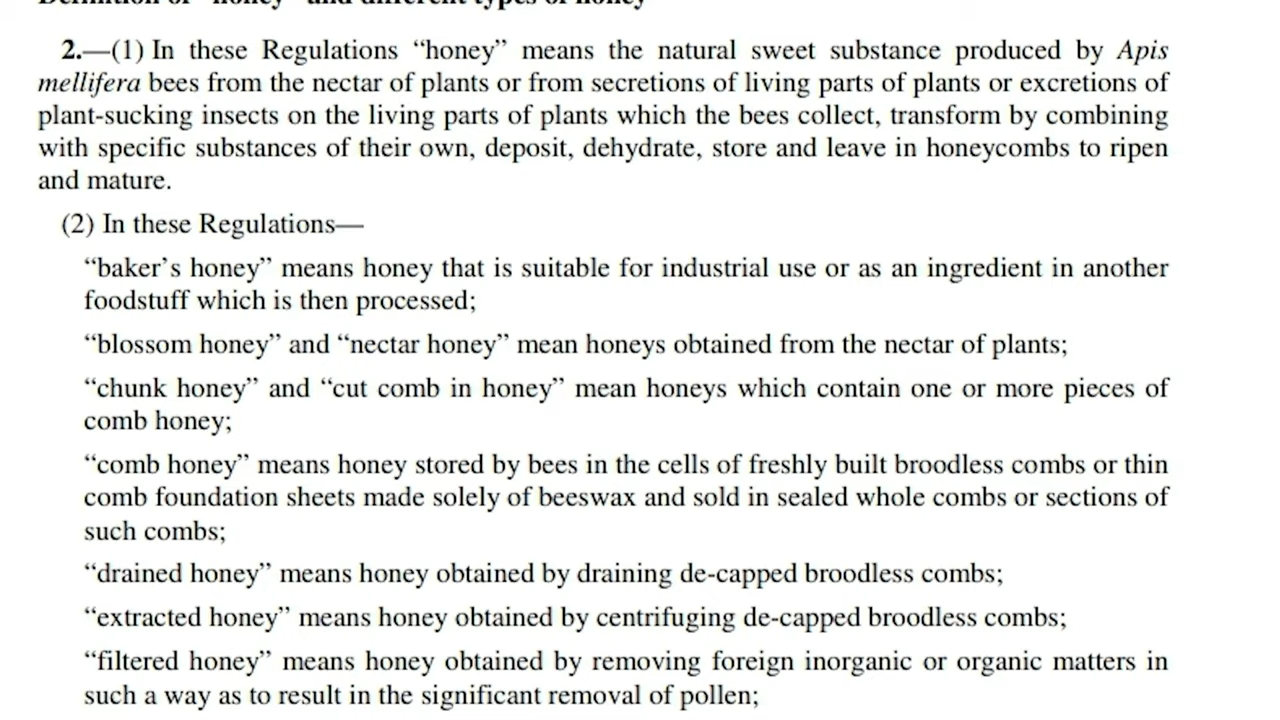 Definition of "honey" and different types of honey
2.—(1) In these Regulations “honey” means the natural sweet substance produced by Apis
mellifera bees from the nectar of plants or from secretions of living parts of plants or excretions of
plant-sucking insects on the living parts of plants which the bees collect, transform by combining
with specific substances of their own, deposit, dehydrate, store and leave in honeycombs to ripen
and mature.
(2) In these Regulations—
“baker’s honey” means honey that is suitable for industrial use or as an ingredient in another
foodstuff which is then processed;
“blossom honey” and “nectar honey” mean honeys obtained from the nectar of plants;
“chunk honey” and “cut comb in honey” mean honeys which contain one or more pieces of
comb honey;
“comb honey” means honey stored by bees in the cells of freshly built broodless combs or thin
comb foundation sheets made solely of beeswax and sold in sealed whole combs or sections of
such combs;
“drained honey” means honey obtained by draining de-capped broodless combs;
“extracted honey” means honey obtained by centrifuging de-capped broodless combs;
“filtered honey” means honey obtained by removing foreign inorganic or organic matters in
such a way as to result in the significant removal of pollen;